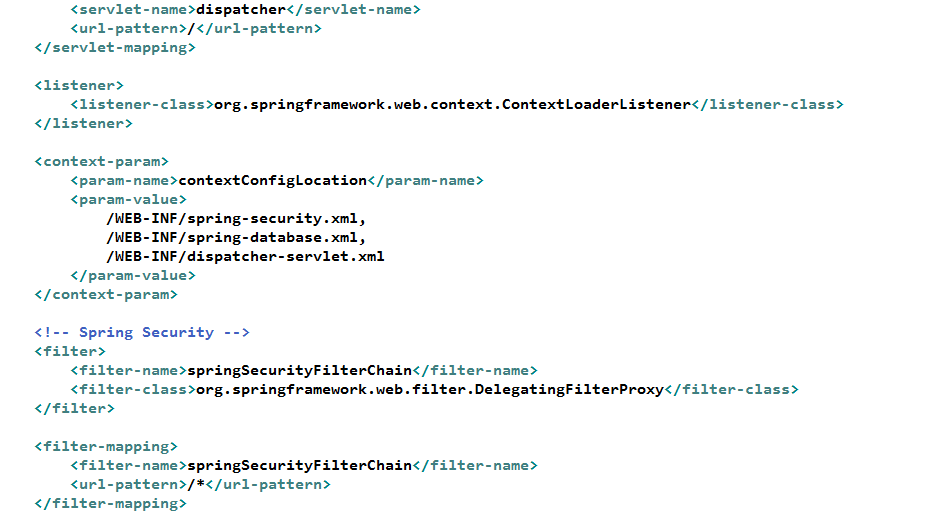 <servlet-name>dispatcher</servlet-name>
<url-pattern>/</url-pattern>
</servlet-mapping>
<listener>
<listener-class>org.springframework.web.context.ContextLoaderListener</listener-class>
</listener>
<context-param>
<param-name>contextConfigLocation</param-name>
<param-value>
/WEB-INF/spring-security.xml,
/WEB-INF/spring-database.xml,
/WEB-INF/dispatcher-servlet.xml
</param-value>
</context-param>
<!-- Spring Security -->
<filter>
<filter-name>springSecurityFilterChain</filter-name>
<filter-class>org.springframework.web.filter.DelegatingFilterProxy</filter-class>
</filter>
<filter-mapping>
<filter-name>springSecurityFilterChain</filter-name>
<url-pattern>/*</url-pattern>
</filter-mapping>